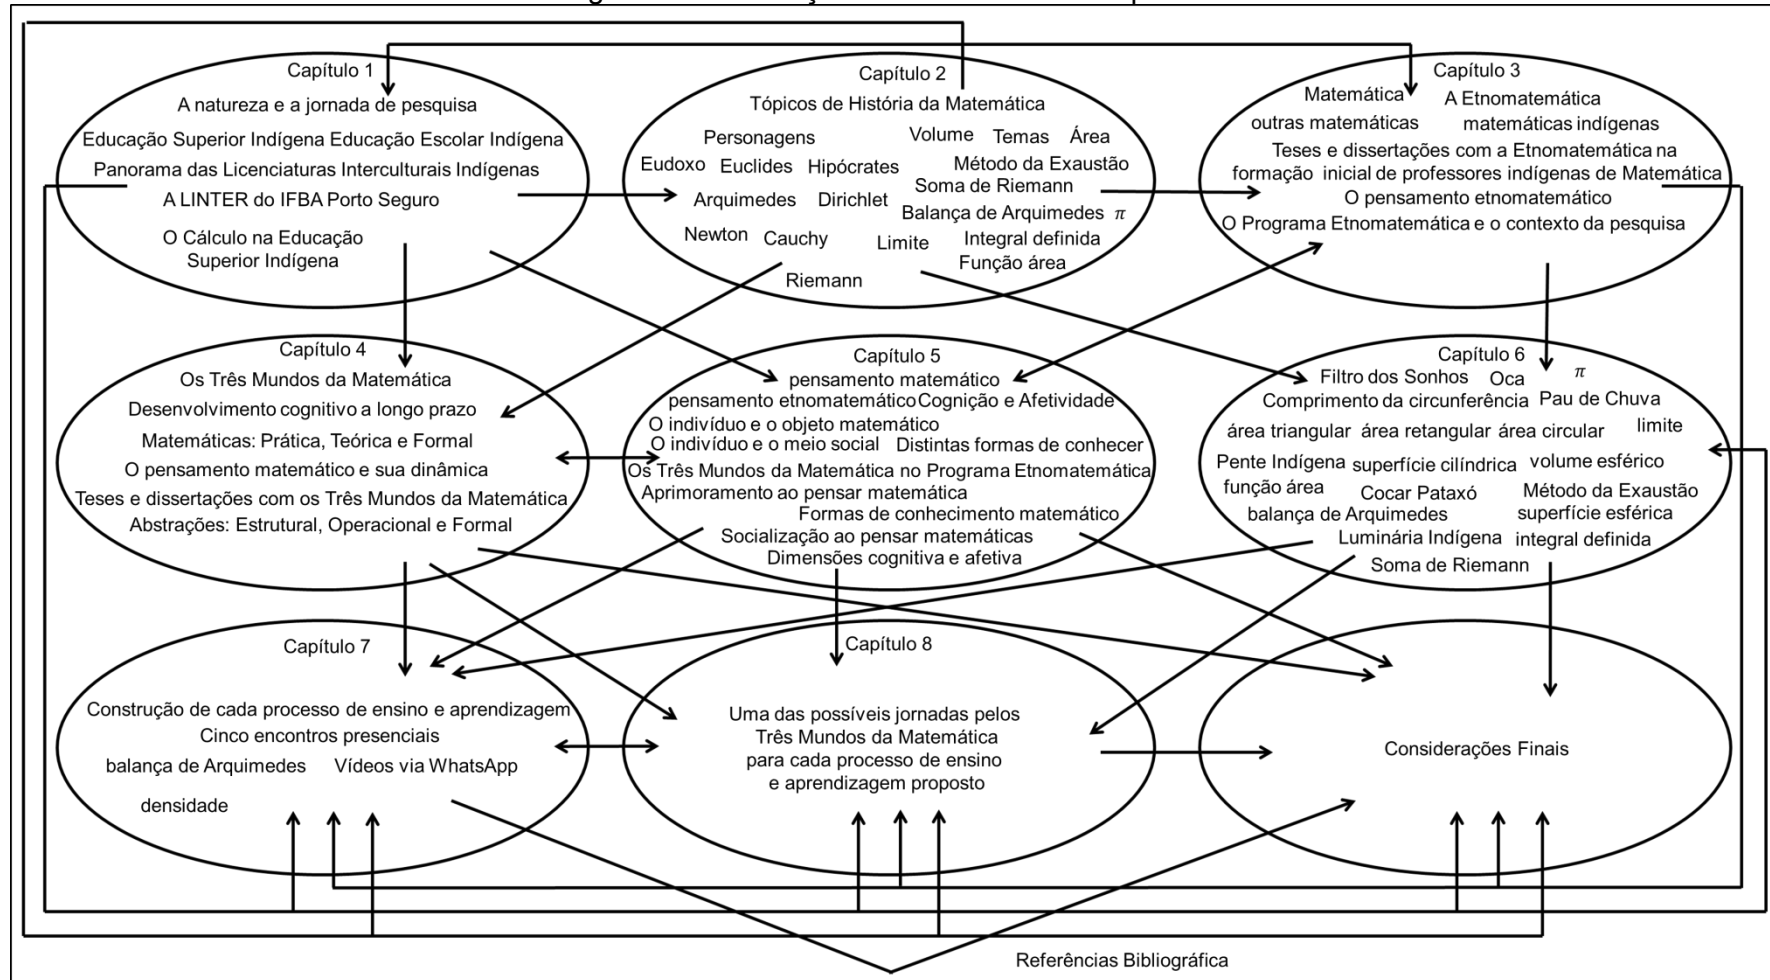 Capítulo 1
A natureza e a jornada de pesquisa
Educação Superior Indígena Educação Escolar Indígena
Panorama das Licenciaturas Interculturais Indígenas
A LINTER do IFBA Porto Seguro
O Cálculo na Educação
Superior Indígena
Capítulo 2
Tópicos de História da Matemática
Personagens
Volume
Temas
Área
Eudoxo
Euclides
Hipócrates
Método da Exaustão
Soma de Riemann
Arquimedes
Dirichlet
Balança de Arquimedes π
Newton
Cauchy
Limite
Integral definida
Função área
Riemann
Capítulo 3
Matemática
A Etnomatemática
outras matemáticas
matemáticas indígenas
Teses e dissertações com a Etnomatemática na
formação inicial de professores indígenas de Matemática
O pensamento etnomatemático
O Programa Etnomatemática e o contexto da pesquisa
Capítulo 4
Os Três Mundos da Matemática
Desenvolvimento cognitivo a longo prazo
Matemáticas: Prática, Teórica e Formal
O pensamento matemático e sua dinâmica
Teses e dissertações com os Três Mundos da Matemática
Abstrações: Estrutural, Operacional e Formal
Capítulo 5
pensamento matemático
pensamento etnomatemático Cognição e Afetividade
O indivíduo e o objeto matemático
O indivíduo e o meio social
Distintas formas de conhecer
Os Três Mundos da Matemática no Programa Etnomatemática
Aprimoramento ao pensar matemática
Formas de conhecimento matemático
Socialização ao pensar matemáticas
Dimensões cognitiva e afetiva
Capítulo 6
Filtro dos Sonhos
Oca
π
Comprimento da circunferência
Pau de Chuva
área triangular
área retangular
área circular
limite
Pente Indígena
superfície cilíndrica
volume esférico
função área
Cocar Pataxó
Método da Exaustão
balança de Arquimedes
superfície esférica
Luminária Indígena
integral definida
Soma de Riemann
Capítulo 7
Construção de cada processo de ensino e aprendizagem
Cinco encontros presenciais
balança de Arquimedes
Vídeos via WhatsApp
densidade
Capítulo 8
Uma das possíveis jornadas pelos
Três Mundos da Matemática
para cada processo de ensino
e aprendizagem proposto
Considerações Finais
Referências Bibliográfica